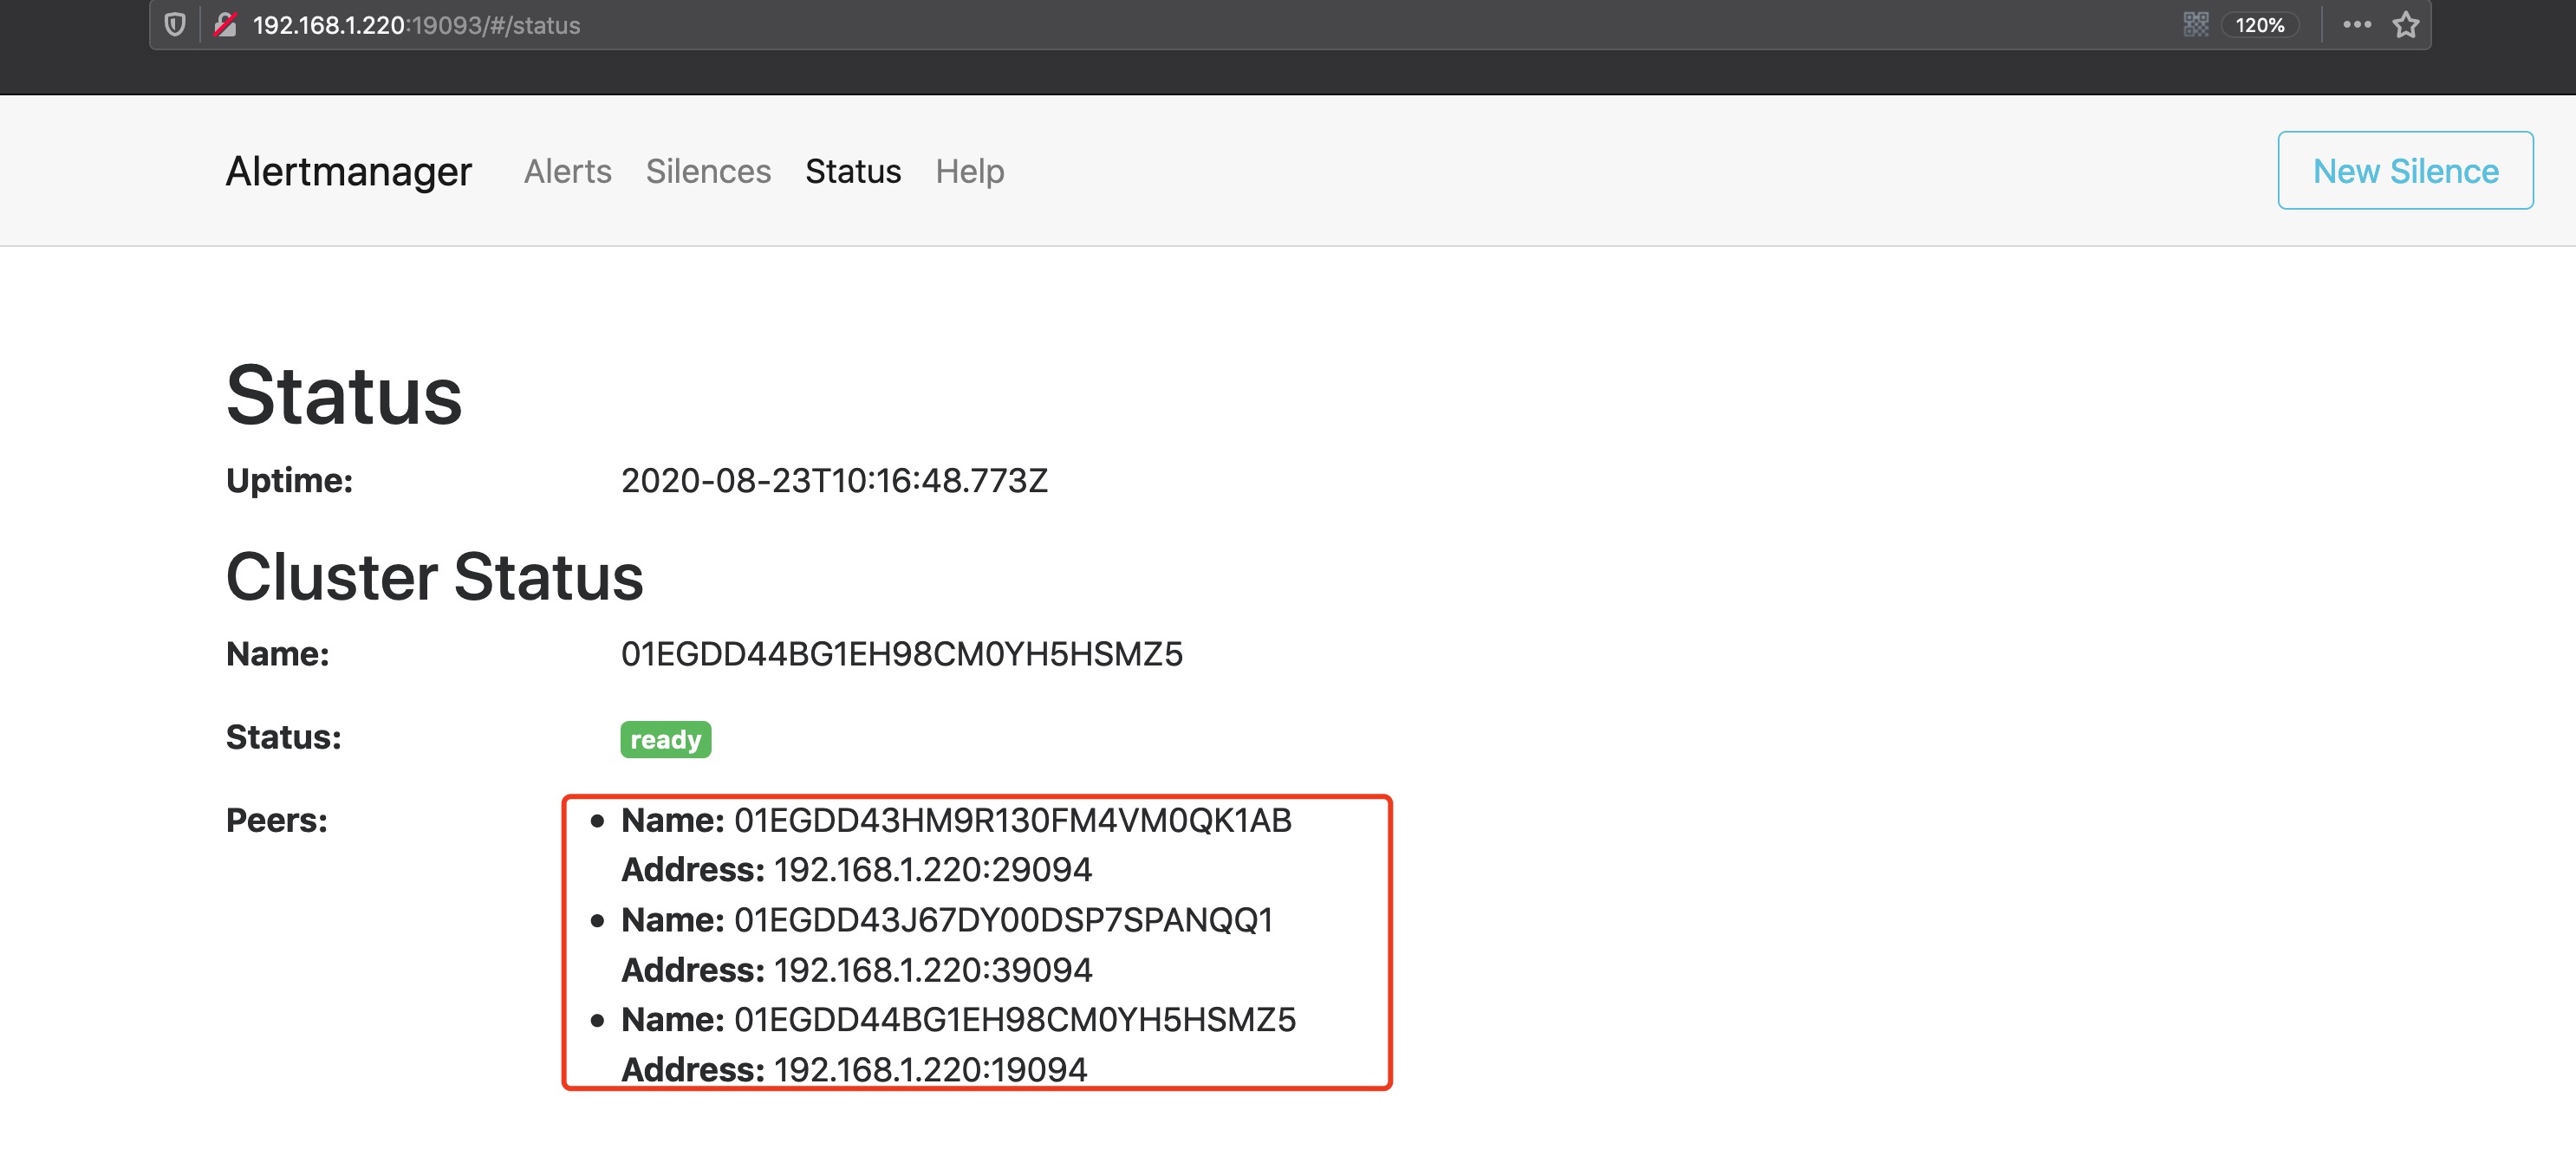 192.168.1.220:19093/#/status 120%
Alertmanager Alerts Silences Status Help New Silence
Status
Uptime: 2020-08-23T10:16:48.773Z
Cluster Status
Name: 01EGDD44BG1EH98CM0YH5HSMZ5
Status: ready
Peers: Name: 01EGDD43HM9R130FM4VM0QK1AB
Address: 192.168.1.220:29094
Name: 01EGDD43J67DY00DSP7SPANQQ1
Address: 192.168.1.220:39094
Name: 01EGDD44BG1EH98CM0YH5HSMZ5
Address: 192.168.1.220:19094